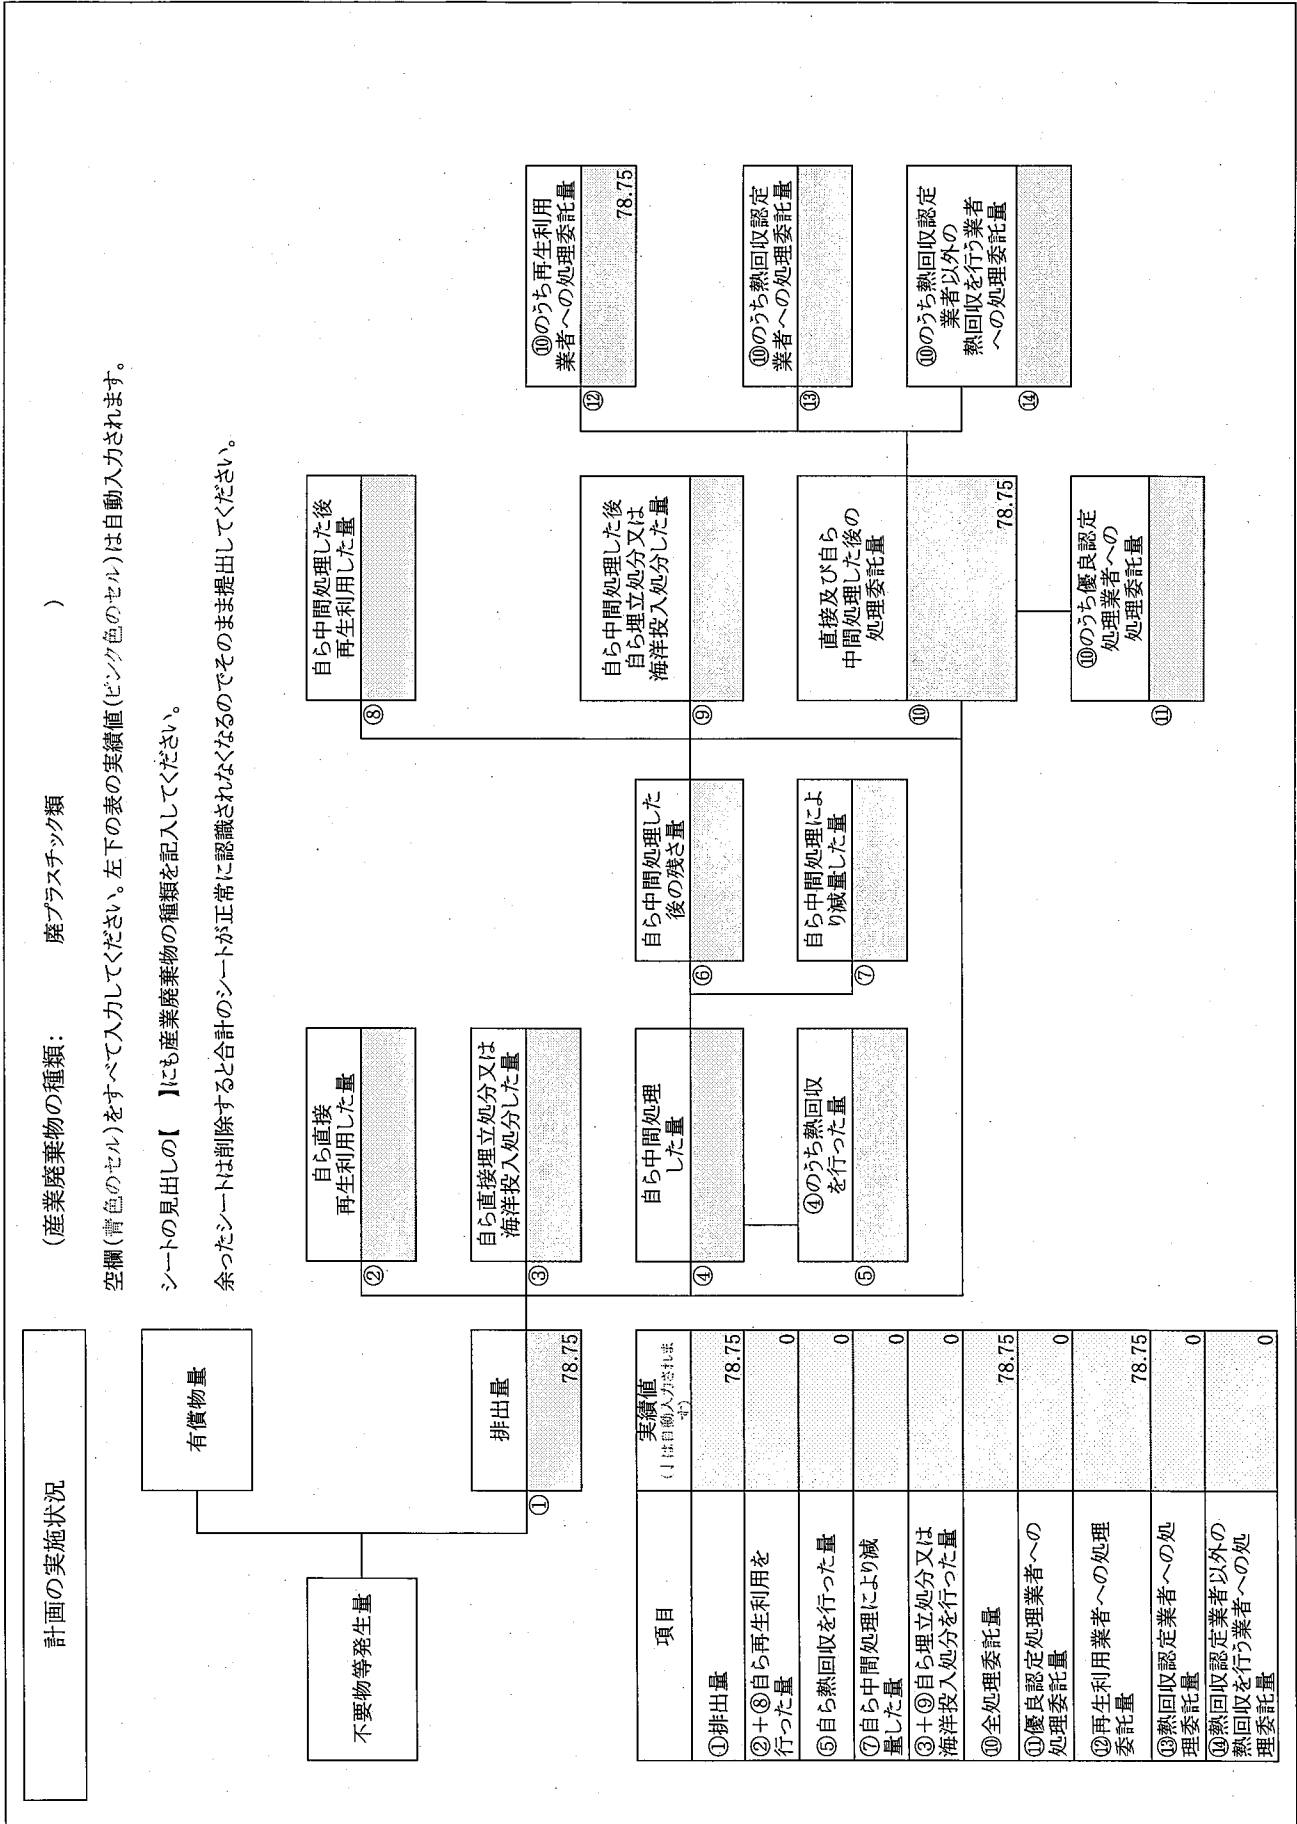 計画の実施状況
(産業廃棄物の種類: 廃プラスチック類 )
空欄(青色のセル)をすべて入力してください。左下の表の実績値(ピンク色のセル)は自動入力されます。
シートの見出しの【 】にも産業廃棄物の種類を記入してください。
余ったシートは削除すると合計のシートが正常に認識されなくなるのでそのまま提出してください。
有償物量
不要物等発生量
排出量
①
78.75
自ら直接
再生利用した量
②
自ら直接埋立処分又は
海洋投入処分した量
③
自ら中間処理
した量
④
④のうち熱回収
を行った量
⑤
自ら中間処理した
後の残さ量
⑥
自ら中間処理によ
り減量した量
⑦
自ら中間処理した後
再生利用した量
⑧
自ら中間処理した後
自ら埋立処分又は
海洋投入処分した量
⑨
直接及び自ら
中間処理した後の
処理委託量
⑩
78.75
⑩のうち優良認定
処理業者への
処理委託量
⑪
⑩のうち再生利用
業者への処理委託量
⑫
78.75
⑩のうち熱回収認定
業者への処理委託量
⑬
⑩のうち熱回収認定
業者以外の
熱回収を行う業者
への処理委託量
⑭
項目 実績値
は自動入力されま
す)
①排出量 78.75
②+⑧自ら再生利用を
行った量 0
⑤自ら熱回収を行った量 0
⑦自ら中間処理により減
量した量 0
③+⑨自ら埋立処分又は
海洋投入処分を行った量 0
⑩全処理委託量 78.75
⑪優良認定処理業者への
処理委託量 0
⑫再生利用業者への処理
委託量 78.75
⑬熱回収認定業者への処
理委託量 0
⑭熱回収認定業者以外の
熱回収を行う業者への処
理委託量 0